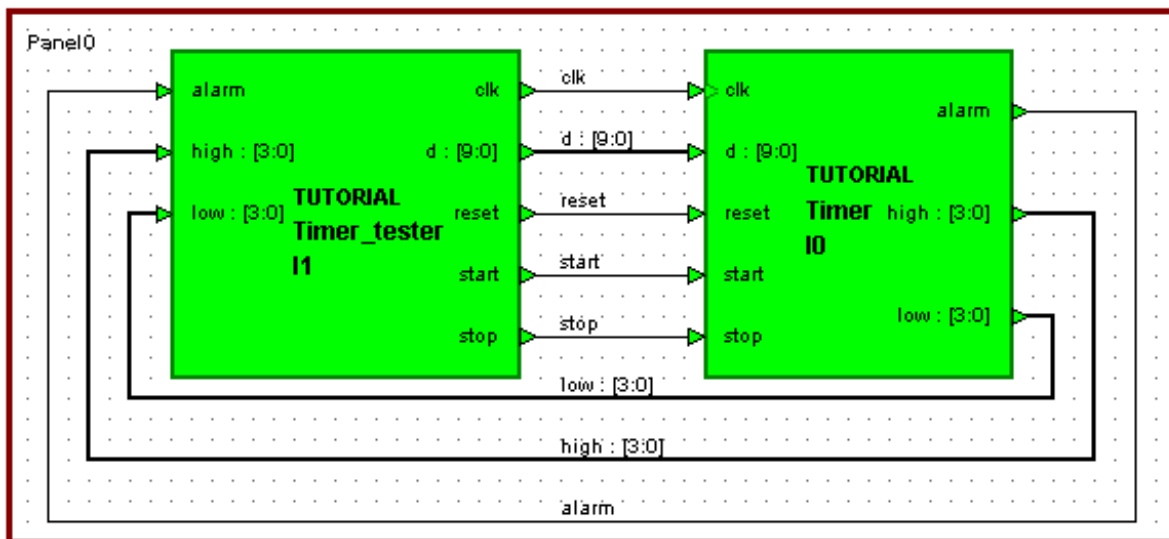 Panel0
alarm
high : [3:0]
low : [3:0]
TUTORIAL
Timer_tester
I1
clk
d : [9:0]
reset
start
stop
clk
d : [9:0]
reset
start
stop
clk
d : [9:0]
reset
start
stop
TUTORIAL
Timer
I0
alarm
high : [3:0]
low : [3:0]
low : [3:0]
high : [3:0]
alarm